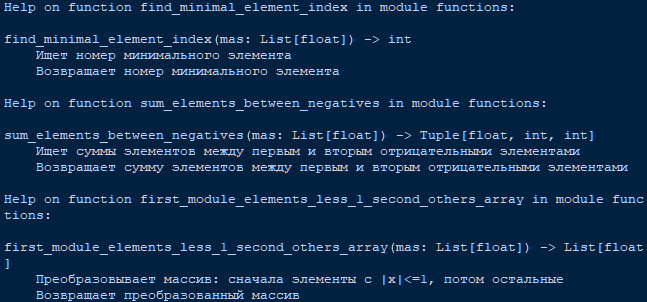 Help on function find_minimal_element_index in module functions:
find_minimal_element_index(mas: List[float]) -> int
Ищет номер минимального элемента
Возвращает номер минимального элемента
Help on function sum_elements_between_negatives in module functions:
sum_elements_between_negatives(mas: List[float]) -> Tuple[float, int, int]
Ищет суммы элементов между первым и вторым отрицательными элементами
Возвращает сумму элементов между первым и вторым отрицательными элементами
Help on function first_module_elements_less_1_second_others_array in module func
tions:
first_module_elements_less_1_second_others_array(mas: List[float]) -> List[float
]
Преобразовывает массив: сначала элементы с |x|<=1, потом остальные
Возвращает преобразованный массив